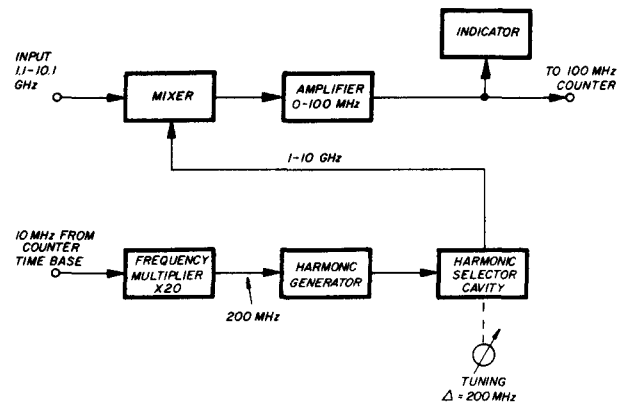 INDICATOR
INPUT
1.1-10.1
GHz
MIXER
AMPLIFIER
0-100 MHz
TO 100 MHz
COUNTER
1-10 GHz
10 MHz FROM
COUNTER
TIME BASE
FREQUENCY
MULTIPLIER
X20
HARMONIC
GENERATOR
HARMONIC
SELECTOR
CAVITY
200 MHz
TUNING
Δ = 200 MHz